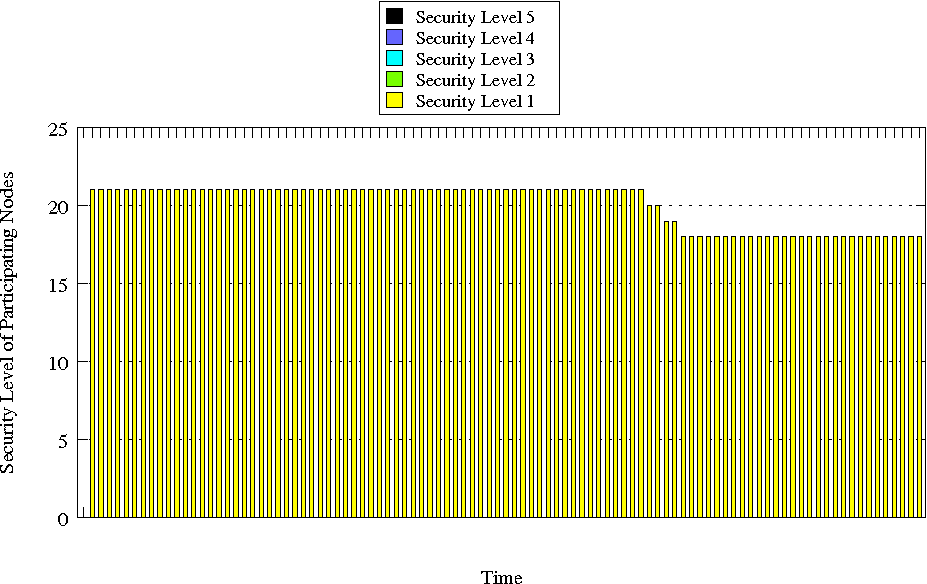 Security Level 5
Security Level 4
Security Level 3
Security Level 2
Security Level 1
25
20
15
10
5
0
Security Level of Participating Nodes
Time